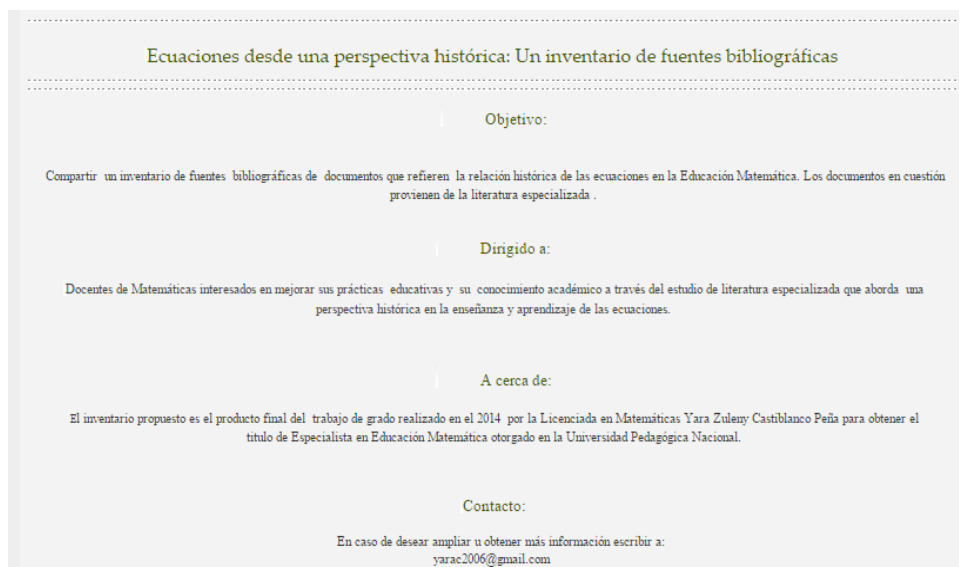 Ecuaciones desde una perspectiva histórica: Un inventario de fuentes bibliográficas
Objetivo:
Compartir un inventario de fuentes bibliográficas de documentos que refieren la relación histórica de las ecuaciones en la Educación Matemática. Los documentos en cuestión
provienen de la literatura especializada .
Dirigido a:
Docentes de Matemáticas interesados en mejorar sus prácticas educativas y su conocimiento académico a través del estudio de literatura especializada que aborda una
perspectiva histórica en la enseñanza y aprendizaje de las ecuaciones.
A cerca de:
El inventario propuesto es el producto final del trabajo de grado realizado en el 2014 por la Licenciada en Matemáticas Yara Zuleny Castiblanco Peña para obtener el
titulo de Especialista en Educación Matemática otorgado en la Universidad Pedagógica Nacional.
Contacto:
En caso de desear ampliar u obtener más información escribir a:
yarac2006@gmail.com